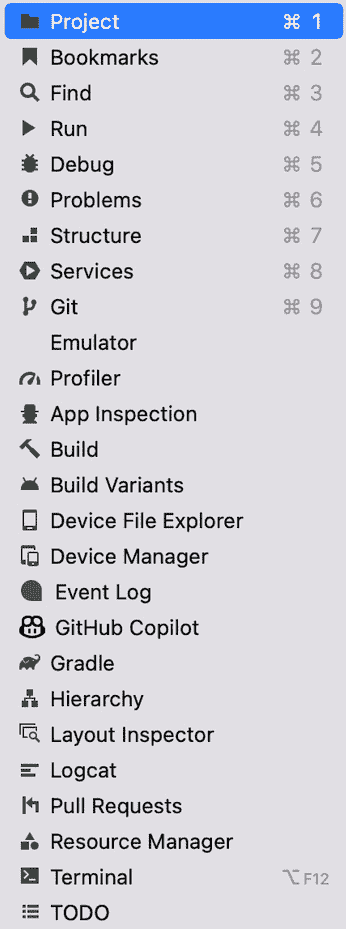 Project ⌘ 1
Bookmarks ⌘ 2
Find ⌘ 3
Run ⌘ 4
Debug ⌘ 5
Problems ⌘ 6
Structure ⌘ 7
Services ⌘ 8
Git ⌘ 9
Emulator
Profiler
App Inspection
Build
Build Variants
Device File Explorer
Device Manager
Event Log
GitHub Copilot
Gradle
Hierarchy
Layout Inspector
Logcat
Pull Requests
Resource Manager
Terminal ⌥ F12
TODO